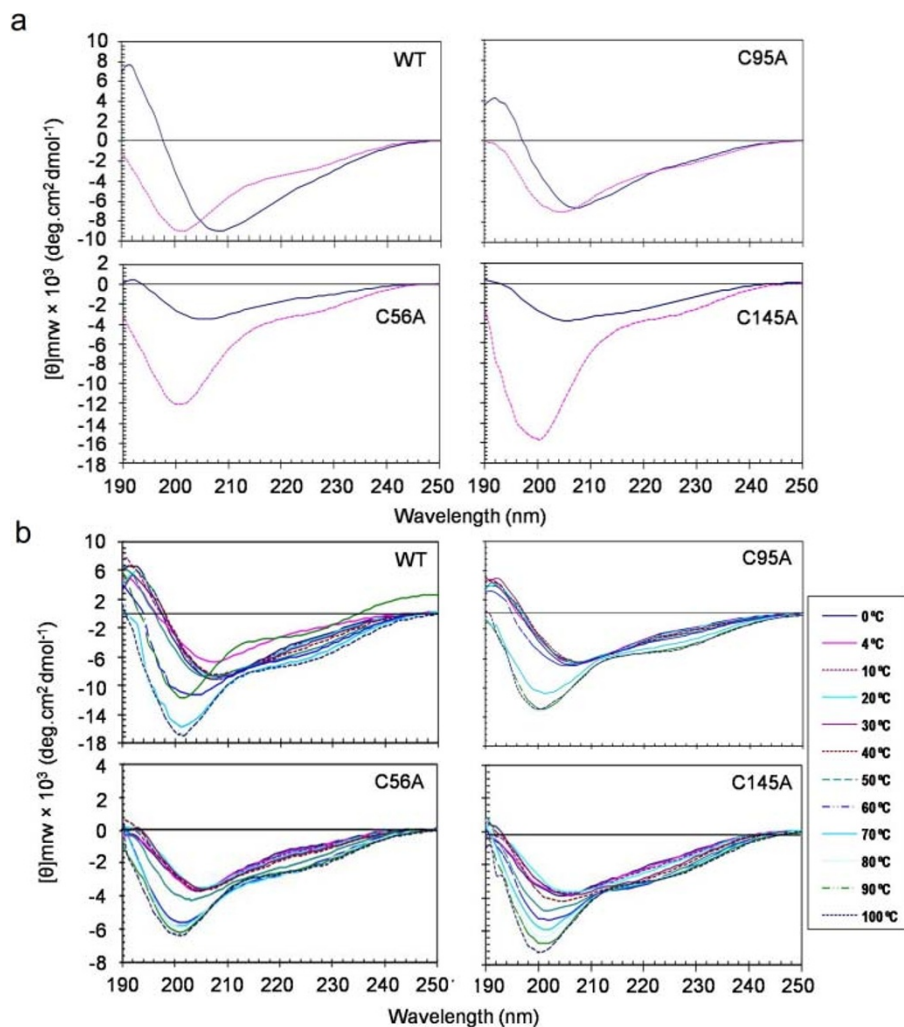 a
10
8
6
4
2
0
-2
-4
-6
-8
-10
WT
C95A
2
0
-2
-4
-6
-8
-10
-12
-14
-16
-18
C56A
C145A
[θ]mrw × 10³ (deg.cm² dmol⁻¹)
190 200 210 220 230 240 250
190 200 210 220 230 240 250
Wavelength (nm)
b
10
6
2
-2
-6
-10
-14
-18
WT
C95A
4
2
0
-2
-4
-6
-8
C56A
C145A
[θ]mrw × 10³ (deg.cm² dmol⁻¹)
190 200 210 220 230 240 250
190 200 210 220 230 240 250
Wavelength (nm)
0 ºC
4 ºC
10 ºC
20 ºC
30 ºC
40 ºC
50 ºC
60 ºC
70 ºC
80 ºC
90 ºC
100 ºC